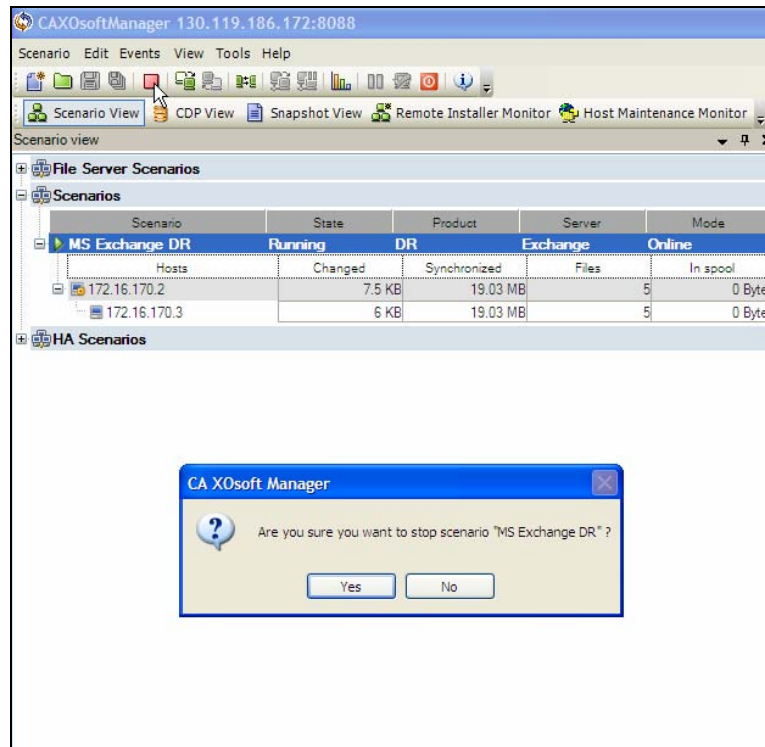 CAXOsoftManager 130.119.186.172:8088
Scenario Edit Events View Tools Help
Scenario View CDP View Snapshot View Remote Installer Monitor Host Maintenance Monitor
Scenario view
File Server Scenarios
Scenarios
Scenario State Product Server Mode
MS Exchange DR Running DR Exchange Online
Hosts Changed Synchronized Files In spool
172.16.170.2 7.5 KB 19.03 MB 5 0 Byte
172.16.170.3 6 KB 19.03 MB 5 0 Byte
HA Scenarios
CA XOsoft Manager
Are you sure you want to stop scenario "MS Exchange DR" ?
Yes No